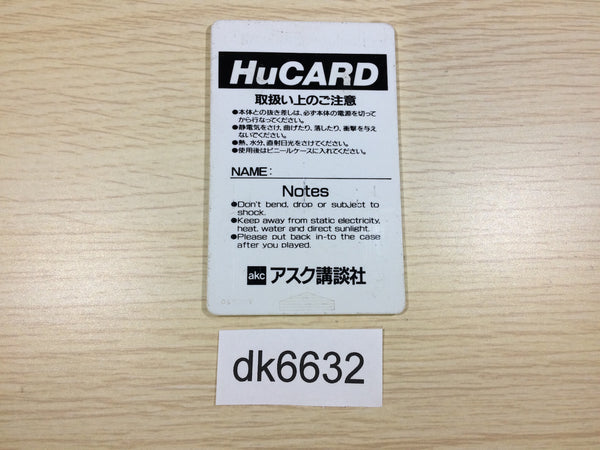 HuCARD
取扱い上のご注意
●本体との抜き差しは、必ず本体の電源を切って
から行なってください。
●静電気をさけ、曲げたり、落したり、衝撃を与え
ないでください。
●熱、水分、直射日光をさけてください。
●使用後はビニールケースに入れてください。
NAME:
Notes
●Don't bend, drop or subject to
shock.
●Keep away from static electricity,
heat, water and direct sunlight.
●Please put back in-to the case
after you played.
akc アスク講談社
dk6632